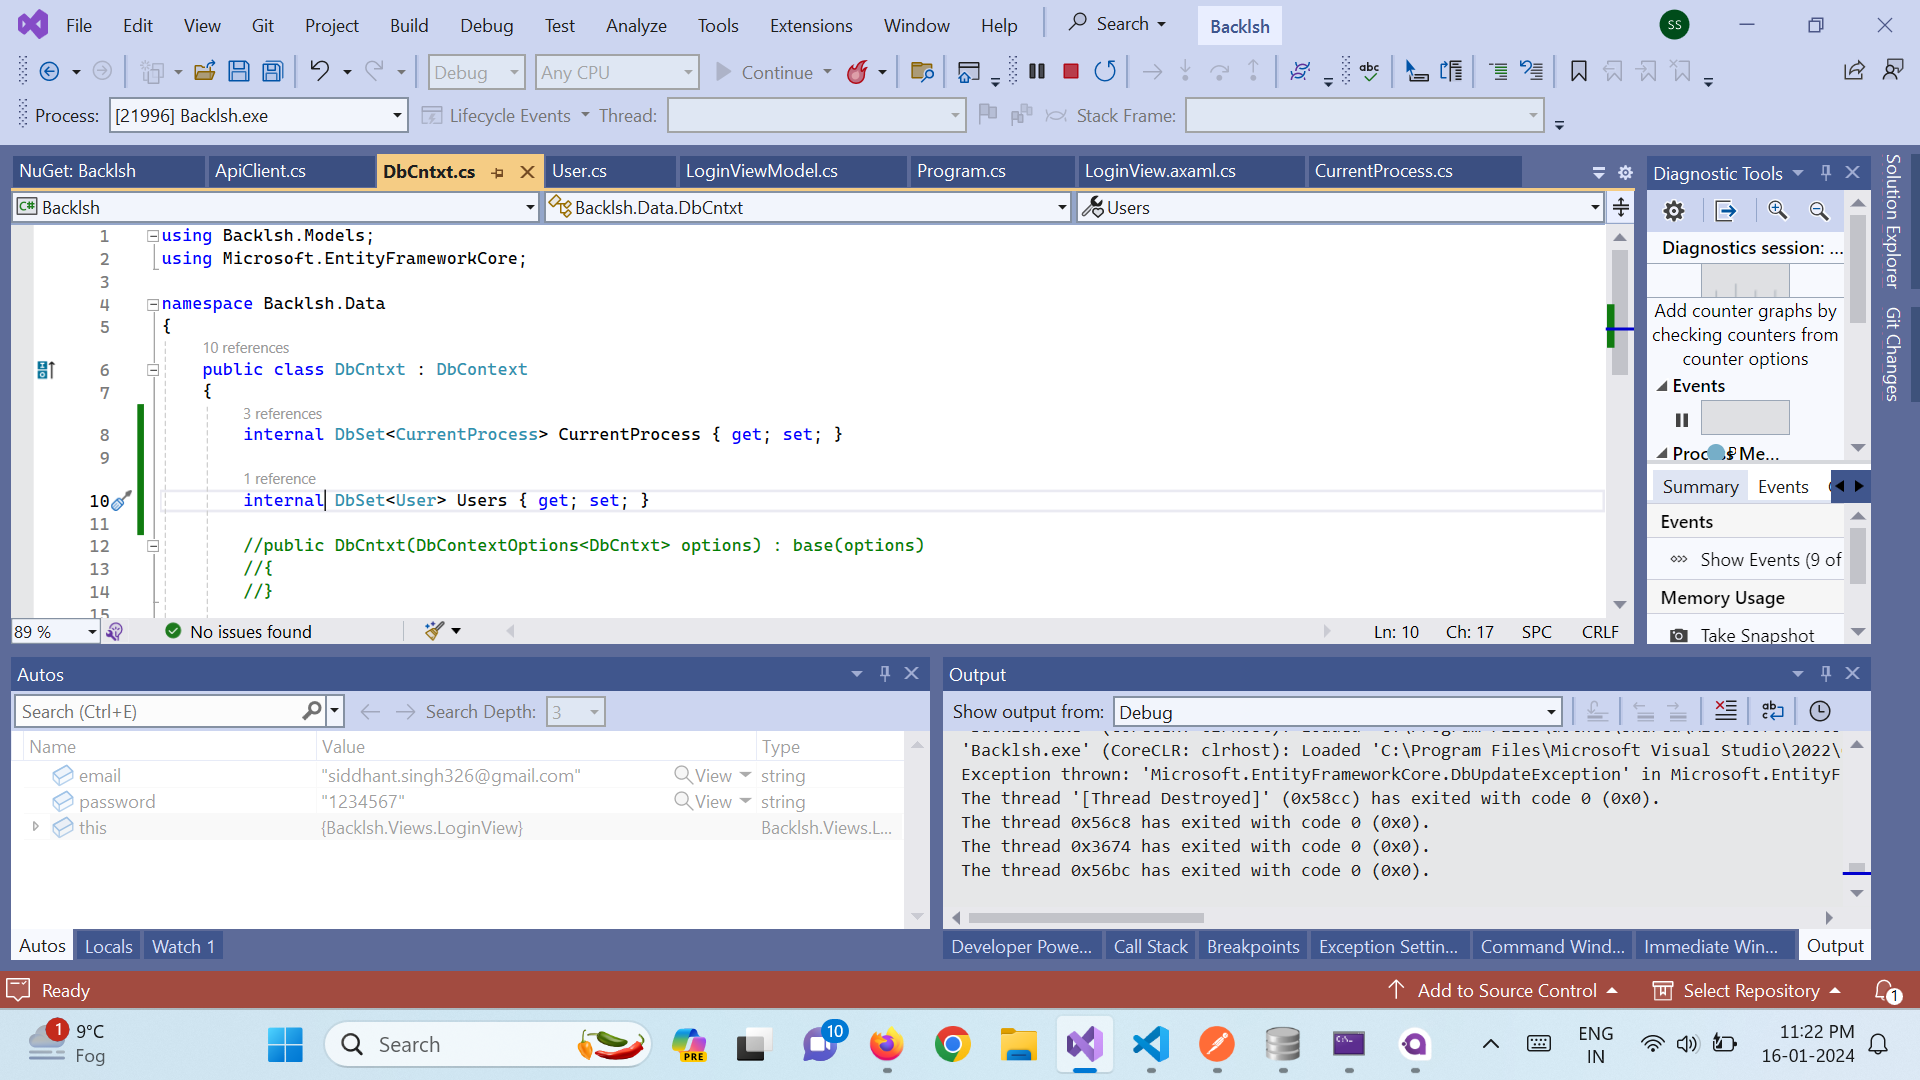 File Edit View Git Project Build Debug Test Analyze Tools Extensions Window Help Search Backlsh SS
Debug Any CPU Continue abc
Process: [21996] Backlsh.exe Lifecycle Events Thread: Stack Frame:
NuGet: Backlsh ApiClient.cs DbCntxt.cs User.cs LoginViewModel.cs Program.cs LoginView.axaml.cs CurrentProcess.cs
C# Backlsh Backlsh.Data.DbCntxt Users
1 using Backlsh.Models;
2 using Microsoft.EntityFrameworkCore;
3
4 namespace Backlsh.Data
5 {
10 references
6 public class DbCntxt : DbContext
7 {
3 references
8 internal DbSet<CurrentProcess> CurrentProcess { get; set; }
9
1 reference
10 internal DbSet<User> Users { get; set; }
11
12 //public DbCntxt(DbContextOptions<DbCntxt> options) : base(options)
13 //{
14 //}
15
89 % No issues found Ln: 10 Ch: 17 SPC CRLF
Diagnostic Tools
Diagnostics session: ...
Add counter graphs by
checking counters from
counter options
Events
Process Me...
Summary Events
Events
Show Events (9 of
Memory Usage
Take Snapshot
Solution Explorer
Git Changes
Autos
Search (Ctrl+E) Search Depth: 3
Name Value Type
email "siddhant.singh326@gmail.com" View string
password "1234567" View string
this {Backlsh.Views.LoginView} Backlsh.Views.L...
Autos Locals Watch 1
Output
Show output from: Debug
'Backlsh.exe' (CoreCLR: clrhost): Loaded 'C:\Program Files\Microsoft Visual Studio\2022\
Exception thrown: 'Microsoft.EntityFrameworkCore.DbUpdateException' in Microsoft.EntityF
The thread '[Thread Destroyed]' (0x58cc) has exited with code 0 (0x0).
The thread 0x56c8 has exited with code 0 (0x0).
The thread 0x3674 has exited with code 0 (0x0).
The thread 0x56bc has exited with code 0 (0x0).
Developer Powe... Call Stack Breakpoints Exception Settin... Command Wind... Immediate Win... Output
Ready Add to Source Control Select Repository 1
1 9°C
Fog
Search PRE 10
ENG
IN
11:22 PM
16-01-2024